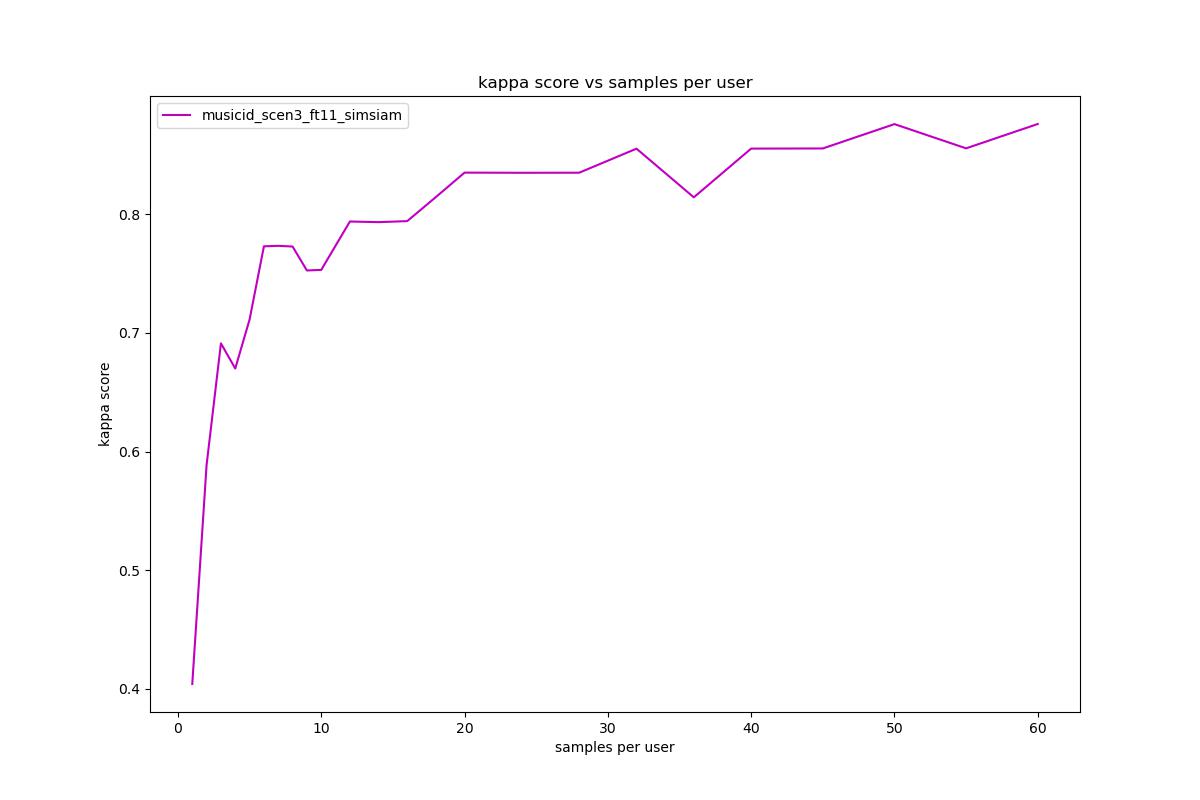 kappa score vs samples per user
musicid_scen3_ft11_simsiam
kappa score
0.8
0.7
0.6
0.5
0.4
0 10 20 30 40 50 60
samples per user